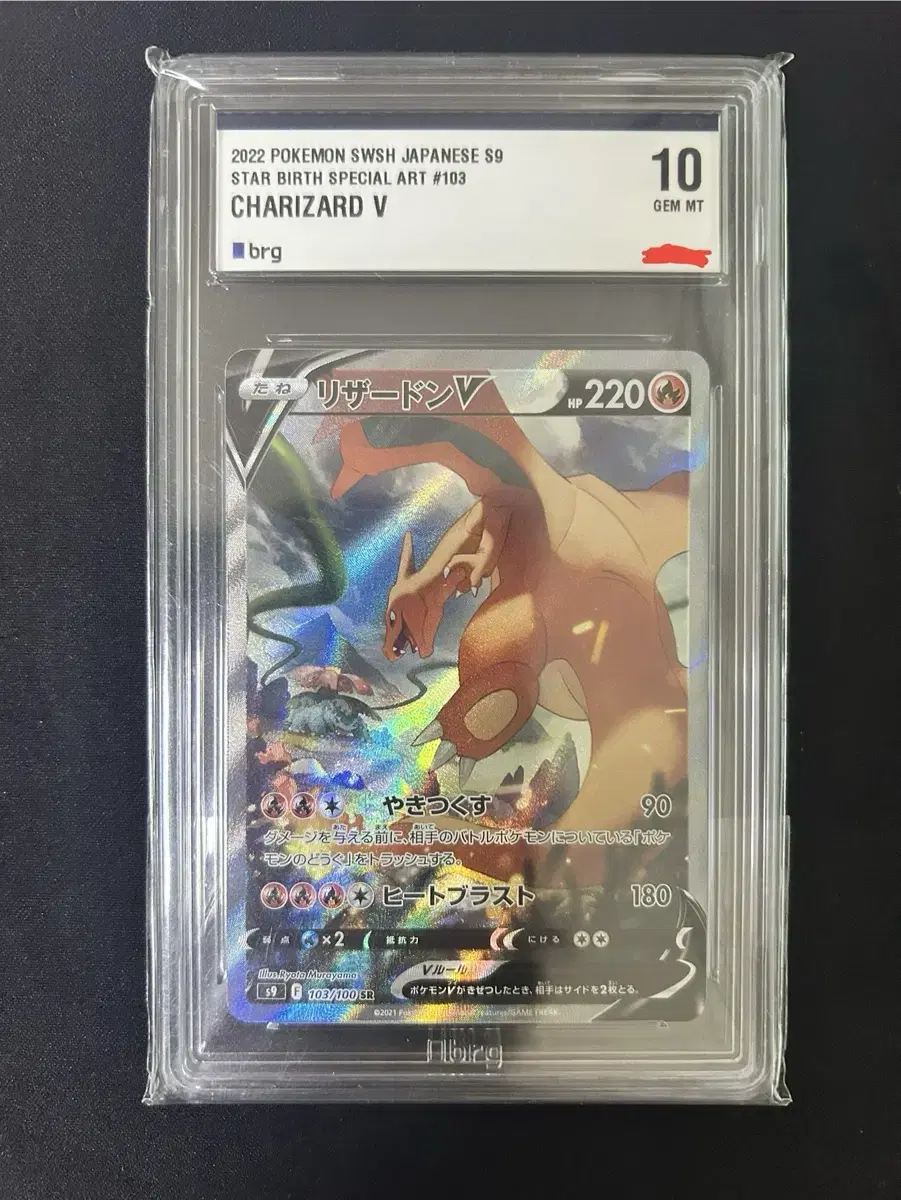 2022 POKEMON SWSH JAPANESE S9
STAR BIRTH SPECIAL ART #103
CHARIZARD V
10
GEM MT
brg
たね リザードンV HP 220
やきつくす 90
ダメージを与える前に、相手のバトルポケモンについている「ポケ
モンのどうぐ」をトラッシュする。
ヒートブラスト 180
弱点 ×2 抵抗力 にげる
Illus. Ryota Murayama
Vルール
s9 F 103/100 SR
ポケモンVがきぜつしたとき、相手はサイドを2枚とる。
©2021 Creatures/GAME FREAK.
brg